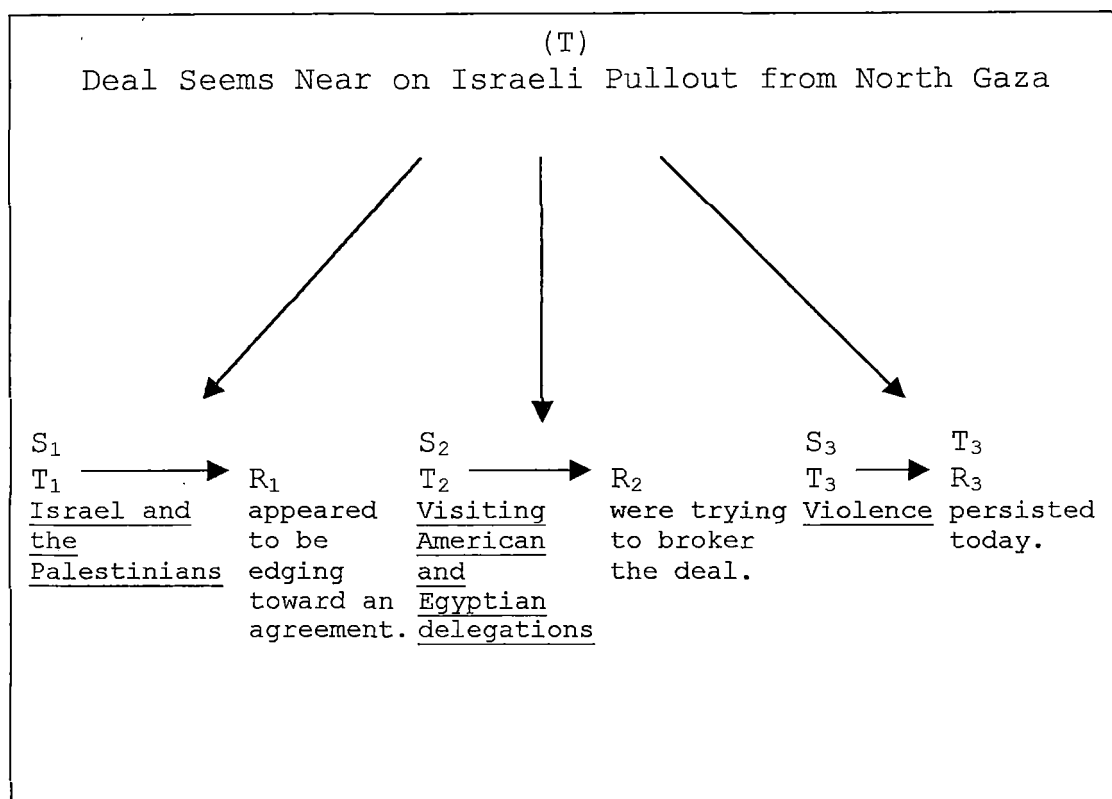 (T)
Deal Seems Near on Israeli Pullout from North Gaza
S₁ S₂ S₃ T₃
T₁ R₁ T₂ R₂ T₃ R₃
Israel and appeared Visiting were trying Violence persisted
the to be American to broker today.
Palestinians edging and the deal.
toward an Egyptian
agreement. delegations